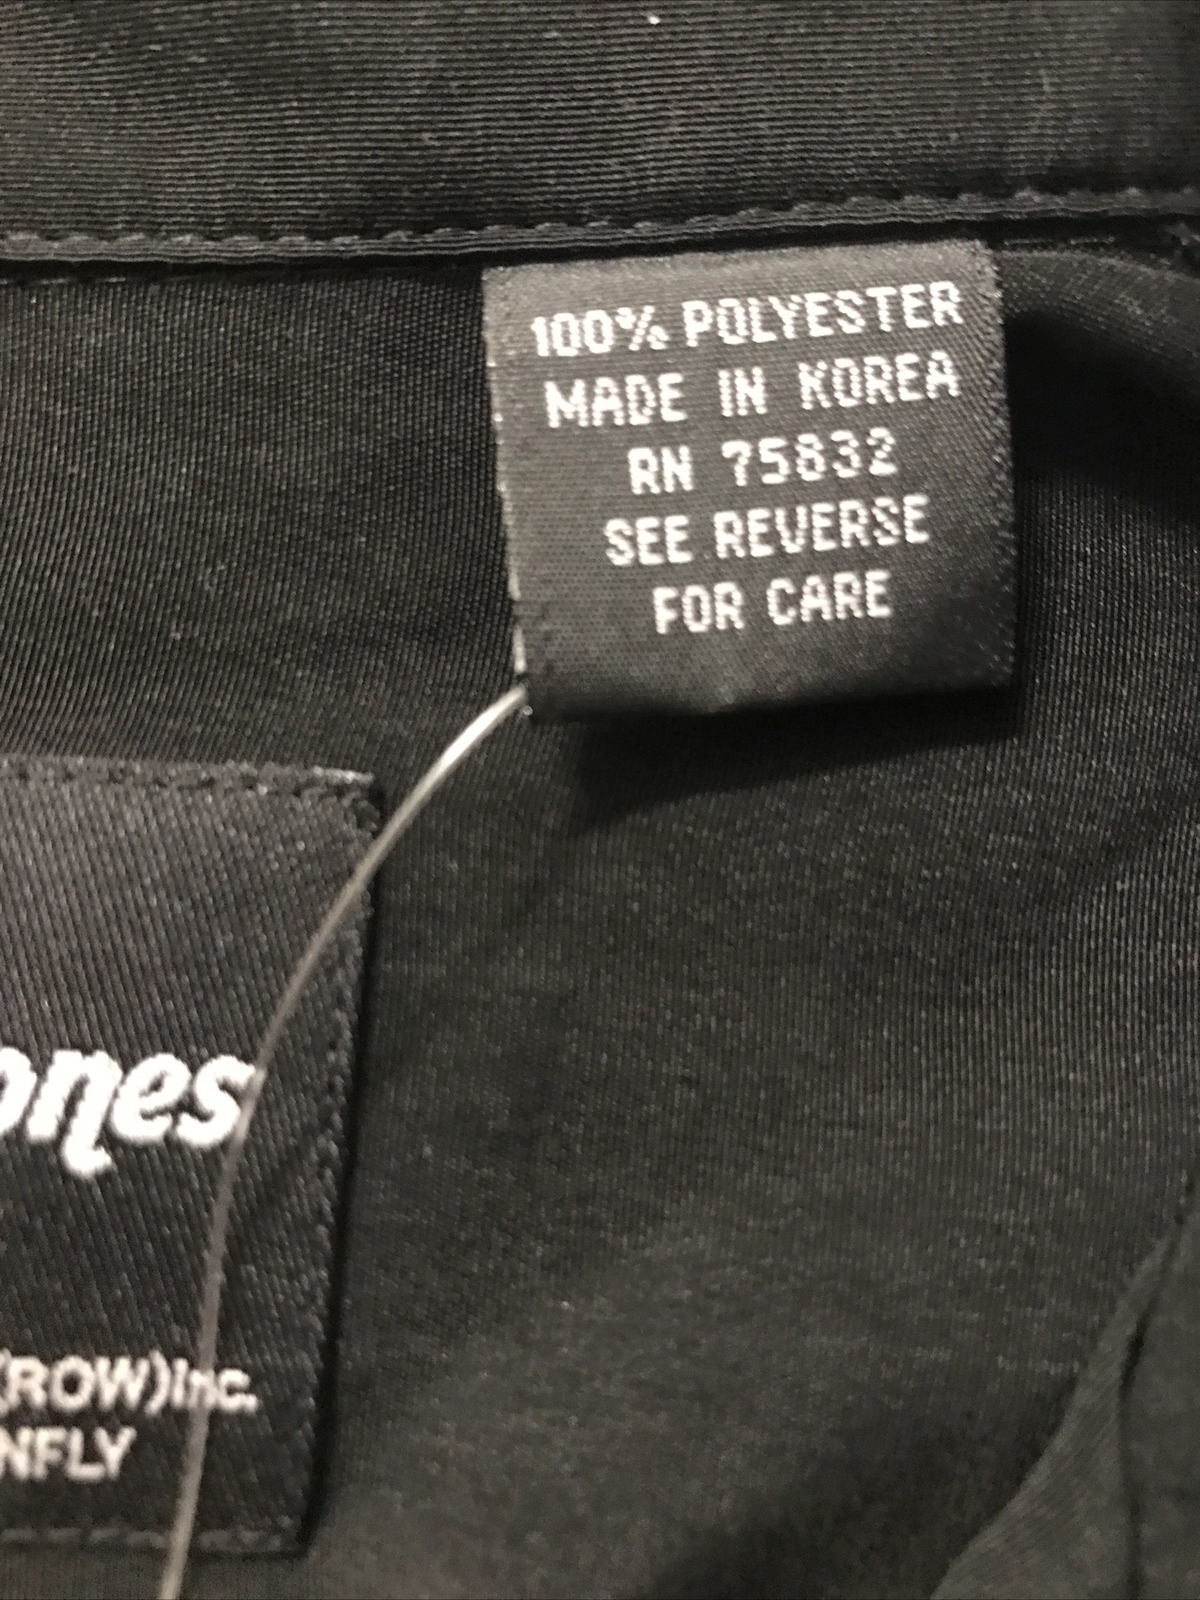 100% POLYESTER
MADE IN KOREA
RN 75832
SEE REVERSE
FOR CARE
ones
(ROW)Inc.
NFLY